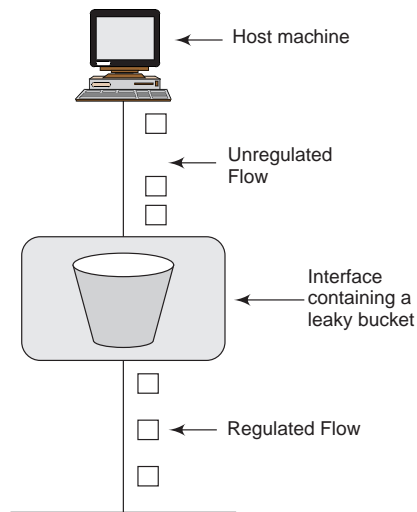 Host machine
Unregulated
Flow
Interface
containing a
leaky bucket
Regulated Flow